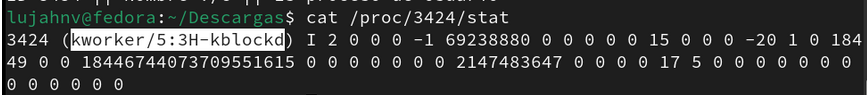 lujahnv@fedora:~/Descargas$ cat /proc/3424/stat
3424 (kworker/5:3H-kblockd) I 2 0 0 0 -1 69238880 0 0 0 0 0 15 0 0 0 -20 1 0 184
49 0 0 18446744073709551615 0 0 0 0 0 0 0 2147483647 0 0 0 0 17 5 0 0 0 0 0 0 0 0
0 0 0 0 0 0